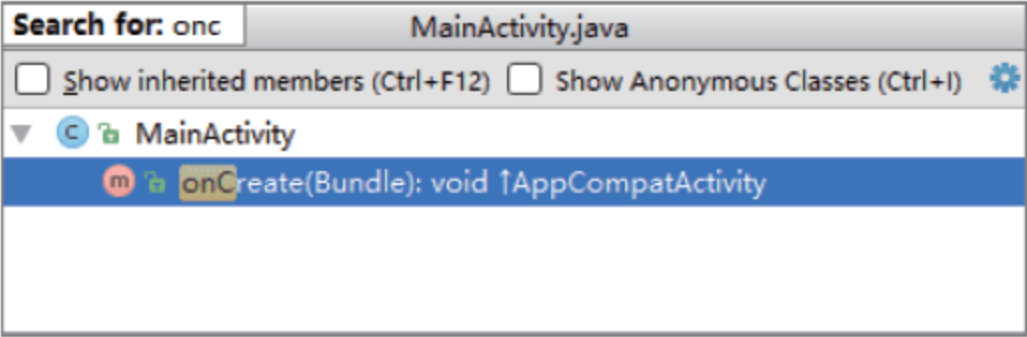 Search for: onc MainActivity.java
Show inherited members (Ctrl+F12) Show Anonymous Classes (Ctrl+I)
C MainActivity
m onCreate(Bundle): void ↑AppCompatActivity